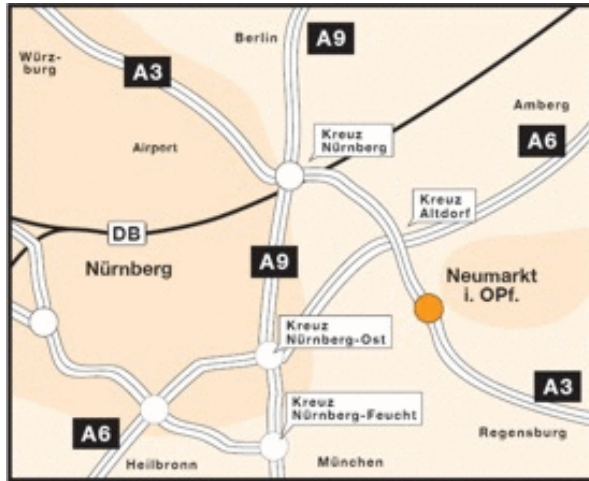 Berlin
A9
Würz-
burg
A3
Amberg
Kreuz
Nürnberg
A6
Airport
Kreuz
Altdorf
DB
Nürnberg
A9
Neumarkt
i. OPf.
Kreuz
Nürnberg-Ost
A3
Kreuz
Nürnberg-Feucht
A6
Regensburg
Heilbronn
München